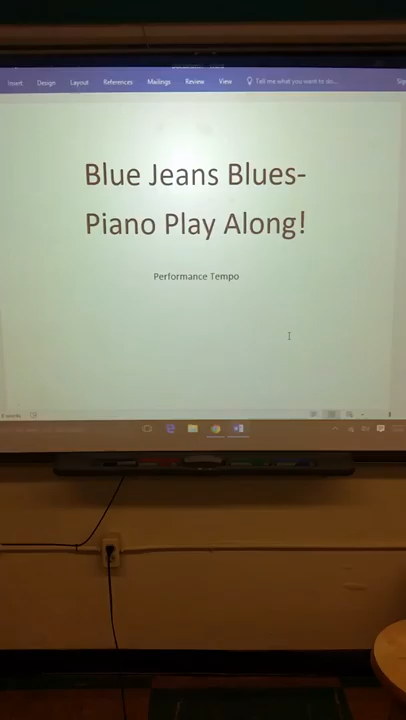 Insert Design Layout References Mailings Review View Tell me what you want to do...
Blue Jeans Blues-
Piano Play Along!
Performance Tempo